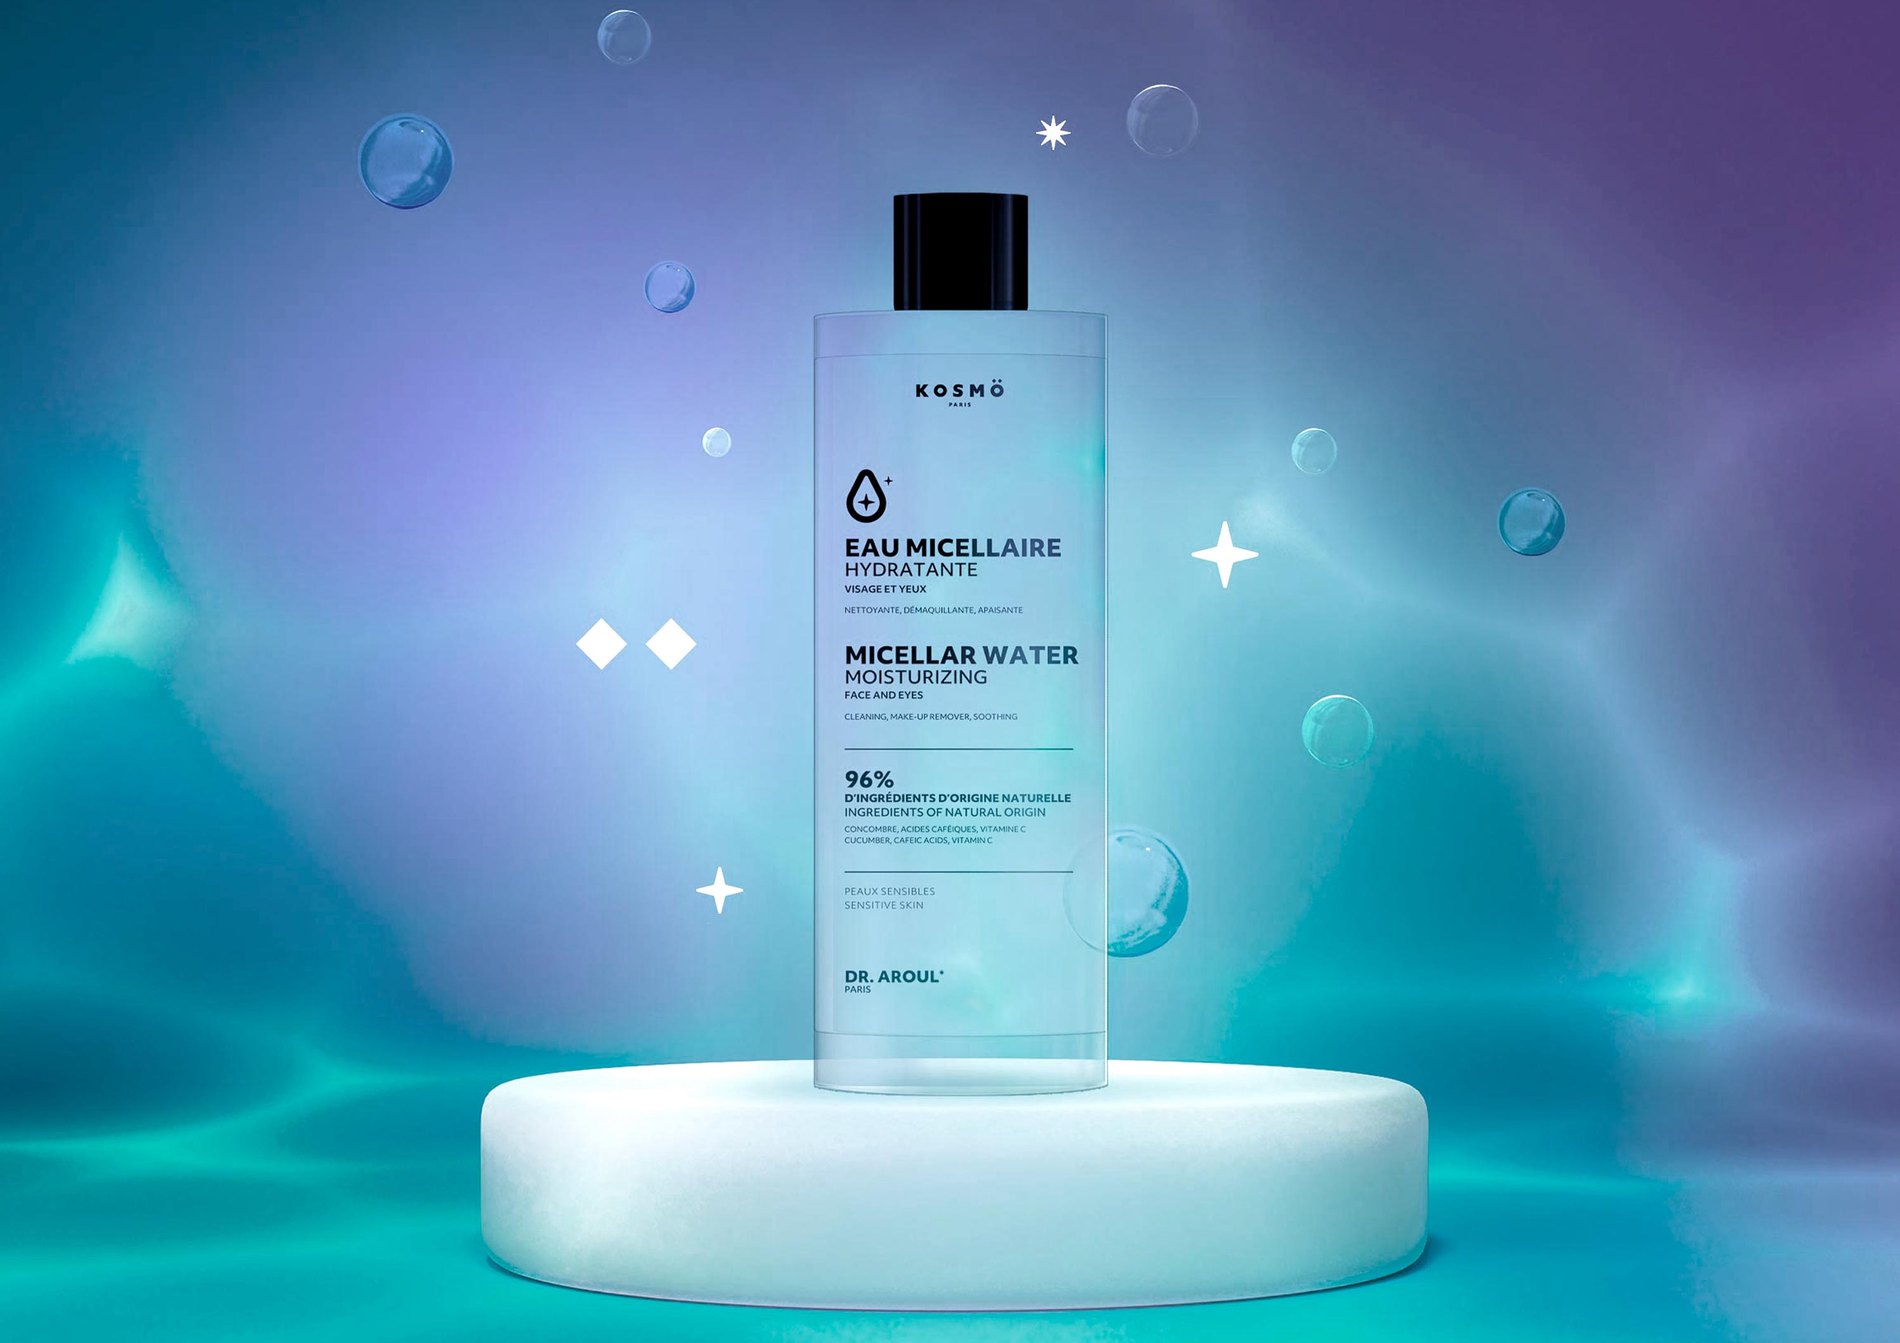 KOSMÖ
PARIS
EAU MICELLAIRE
HYDRATANTE
VISAGE ET YEUX
NETTOYANTE, DÉMAQUILLANTE, APAISANTE
MICELLAR WATER
MOISTURIZING
FACE AND EYES
CLEANING, MAKE-UP REMOVER, SOOTHING
96%
D'INGRÉDIENTS D'ORIGINE NATURELLE
INGREDIENTS OF NATURAL ORIGIN
CONCOMBRE, ACIDES CAFÉIQUES, VITAMINE C
CUCUMBER, CAFEIC ACIDS, VITAMIN C
PEAUX SENSIBLES
SENSITIVE SKIN
DR. AROUL*
PARIS